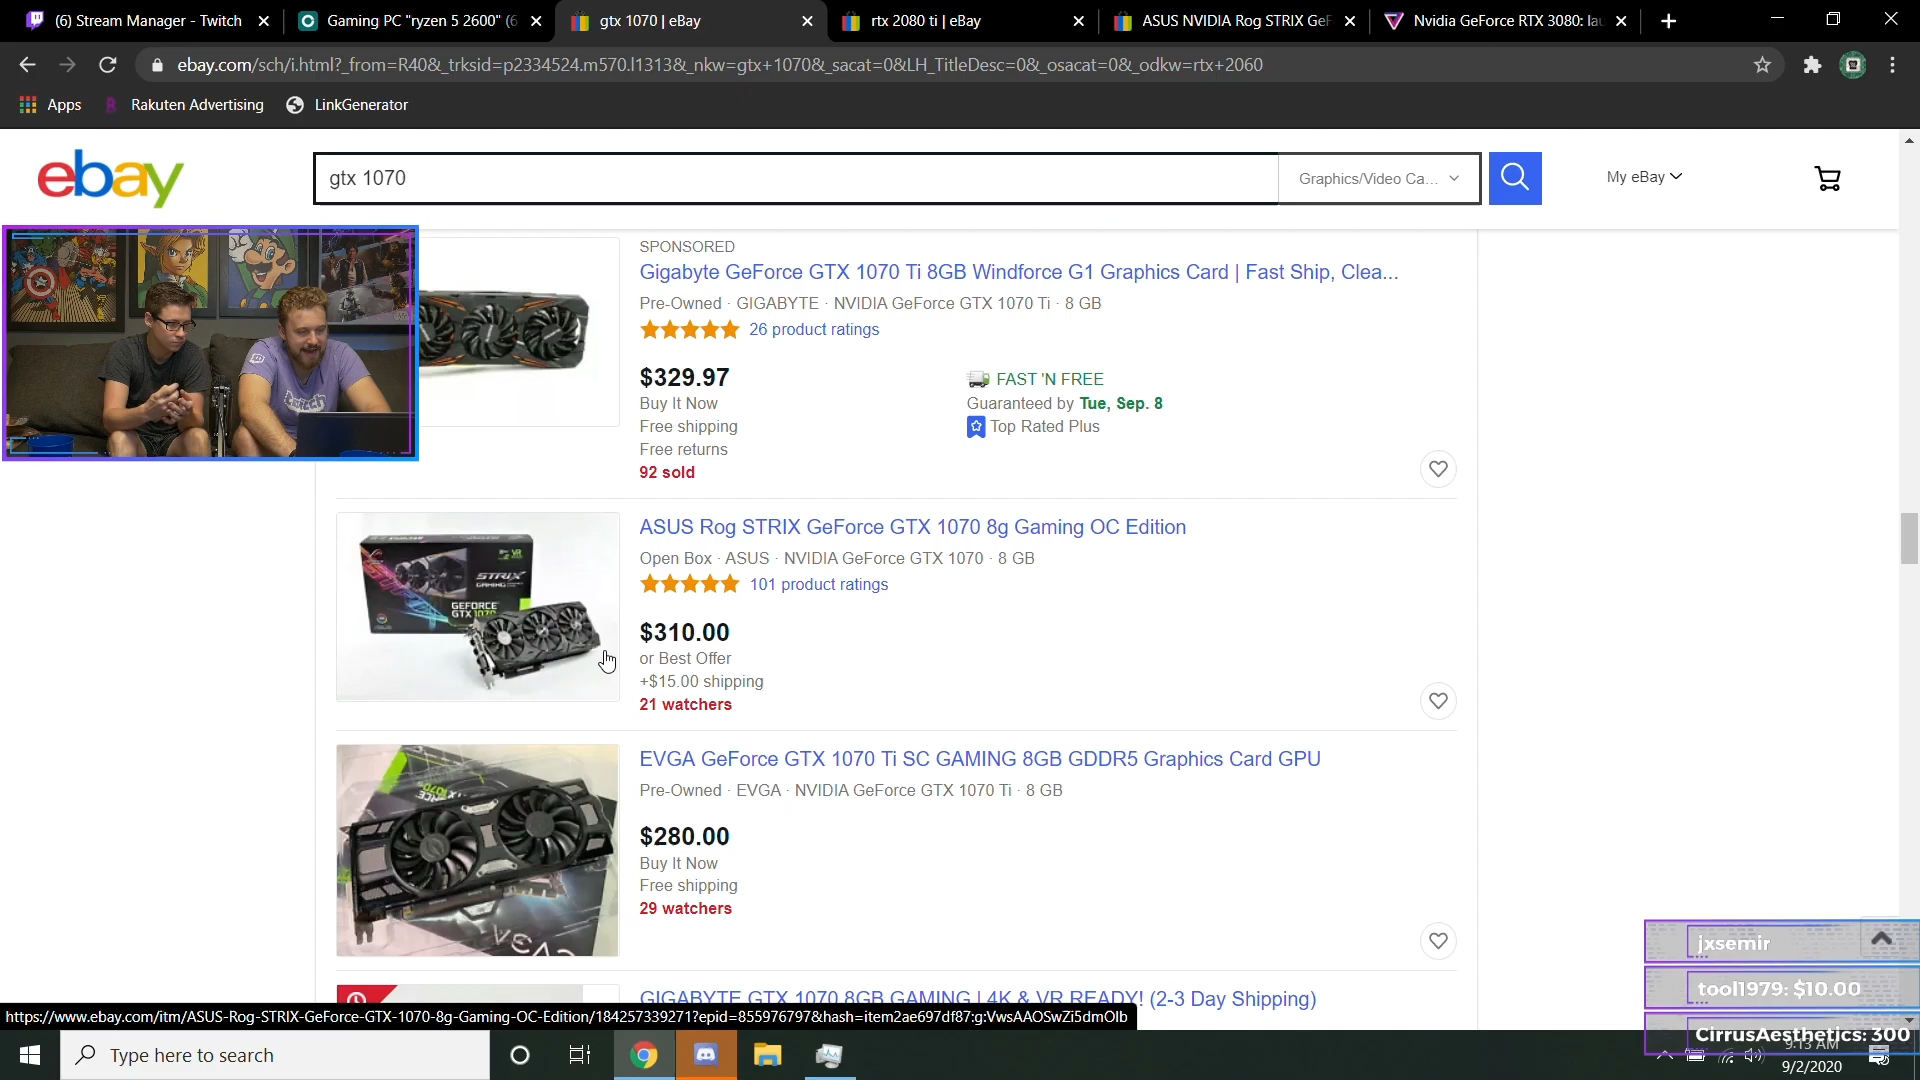 (6) Stream Manager - Twitch
Gaming PC "ryzen 5 2600" (6
gtx 1070 | eBay
rtx 2080 ti | eBay
ASUS NVIDIA Rog STRIX GeF
Nvidia GeForce RTX 3080: la
ebay.com/sch/i.html?_from=R40&_trksid=p2334524.m570.l1313&_nkw=gtx+1070&_sacat=0&LH_TitleDesc=0&_osacat=0&_odkw=rtx+2060
Apps
Rakuten Advertising
LinkGenerator
ebay
gtx 1070
Graphics/Video Ca...
My eBay
SPONSORED
Gigabyte GeForce GTX 1070 Ti 8GB Windforce G1 Graphics Card | Fast Ship, Clea...
Pre-Owned · GIGABYTE · NVIDIA GeForce GTX 1070 Ti · 8 GB
26 product ratings
$329.97
Buy It Now
Free shipping
Free returns
92 sold
FAST 'N FREE
Guaranteed by Tue, Sep. 8
Top Rated Plus
twitch
ASUS Rog STRIX GeForce GTX 1070 8g Gaming OC Edition
Open Box · ASUS · NVIDIA GeForce GTX 1070 · 8 GB
101 product ratings
$310.00
or Best Offer
+$15.00 shipping
21 watchers
STRIX
GAMING
GEFORCE
GTX 1070
EVGA GeForce GTX 1070 Ti SC GAMING 8GB GDDR5 Graphics Card GPU
Pre-Owned · EVGA · NVIDIA GeForce GTX 1070 Ti · 8 GB
$280.00
Buy It Now
Free shipping
29 watchers
GIGABYTE GTX 1070 8GB GAMING | 4K & VR READY! (2-3 Day Shipping)
jxsemir
tool1979: $10.00
CirrusAesthetics: 300
https://www.ebay.com/itm/ASUS-Rog-STRIX-GeForce-GTX-1070-8g-Gaming-OC-Edition/184257339271?epid=855976797&hash=item2ae697df87:g:VwsAAOSwZi5dmOlb
Type here to search
9:13 AM
9/2/2020